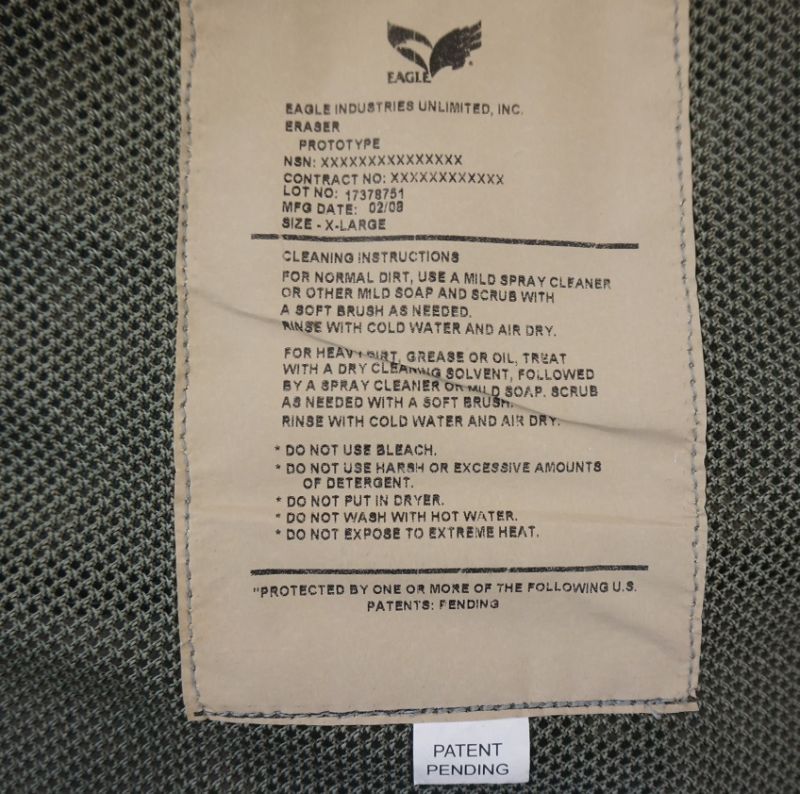 EAGLE
EAGLE INDUSTRIES UNLIMITED, INC.
ERASER
PROTOTYPE
NSN: XXXXXXXXXXXXXXX
CONTRACT NO: XXXXXXXXXXXX
LOT NO: 17378751
MFG DATE: 02/08
SIZE - X-LARGE
CLEANING INSTRUCTIONS
FOR NORMAL DIRT, USE A MILD SPRAY CLEANER
OR OTHER MILD SOAP AND SCRUB WITH
A SOFT BRUSH AS NEEDED.
RINSE WITH COLD WATER AND AIR DRY.
FOR HEAVY DIRT, GREASE OR OIL, TREAT
WITH A DRY CLEANING SOLVENT, FOLLOWED
BY A SPRAY CLEANER OR MILD SOAP. SCRUB
AS NEEDED WITH A SOFT BRUSH.
RINSE WITH COLD WATER AND AIR DRY.
* DO NOT USE BLEACH.
* DO NOT USE HARSH OR EXCESSIVE AMOUNTS
OF DETERGENT.
* DO NOT PUT IN DRYER.
* DO NOT WASH WITH HOT WATER.
* DO NOT EXPOSE TO EXTREME HEAT.
"PROTECTED BY ONE OR MORE OF THE FOLLOWING U.S.
PATENTS: PENDING
PATENT
PENDING